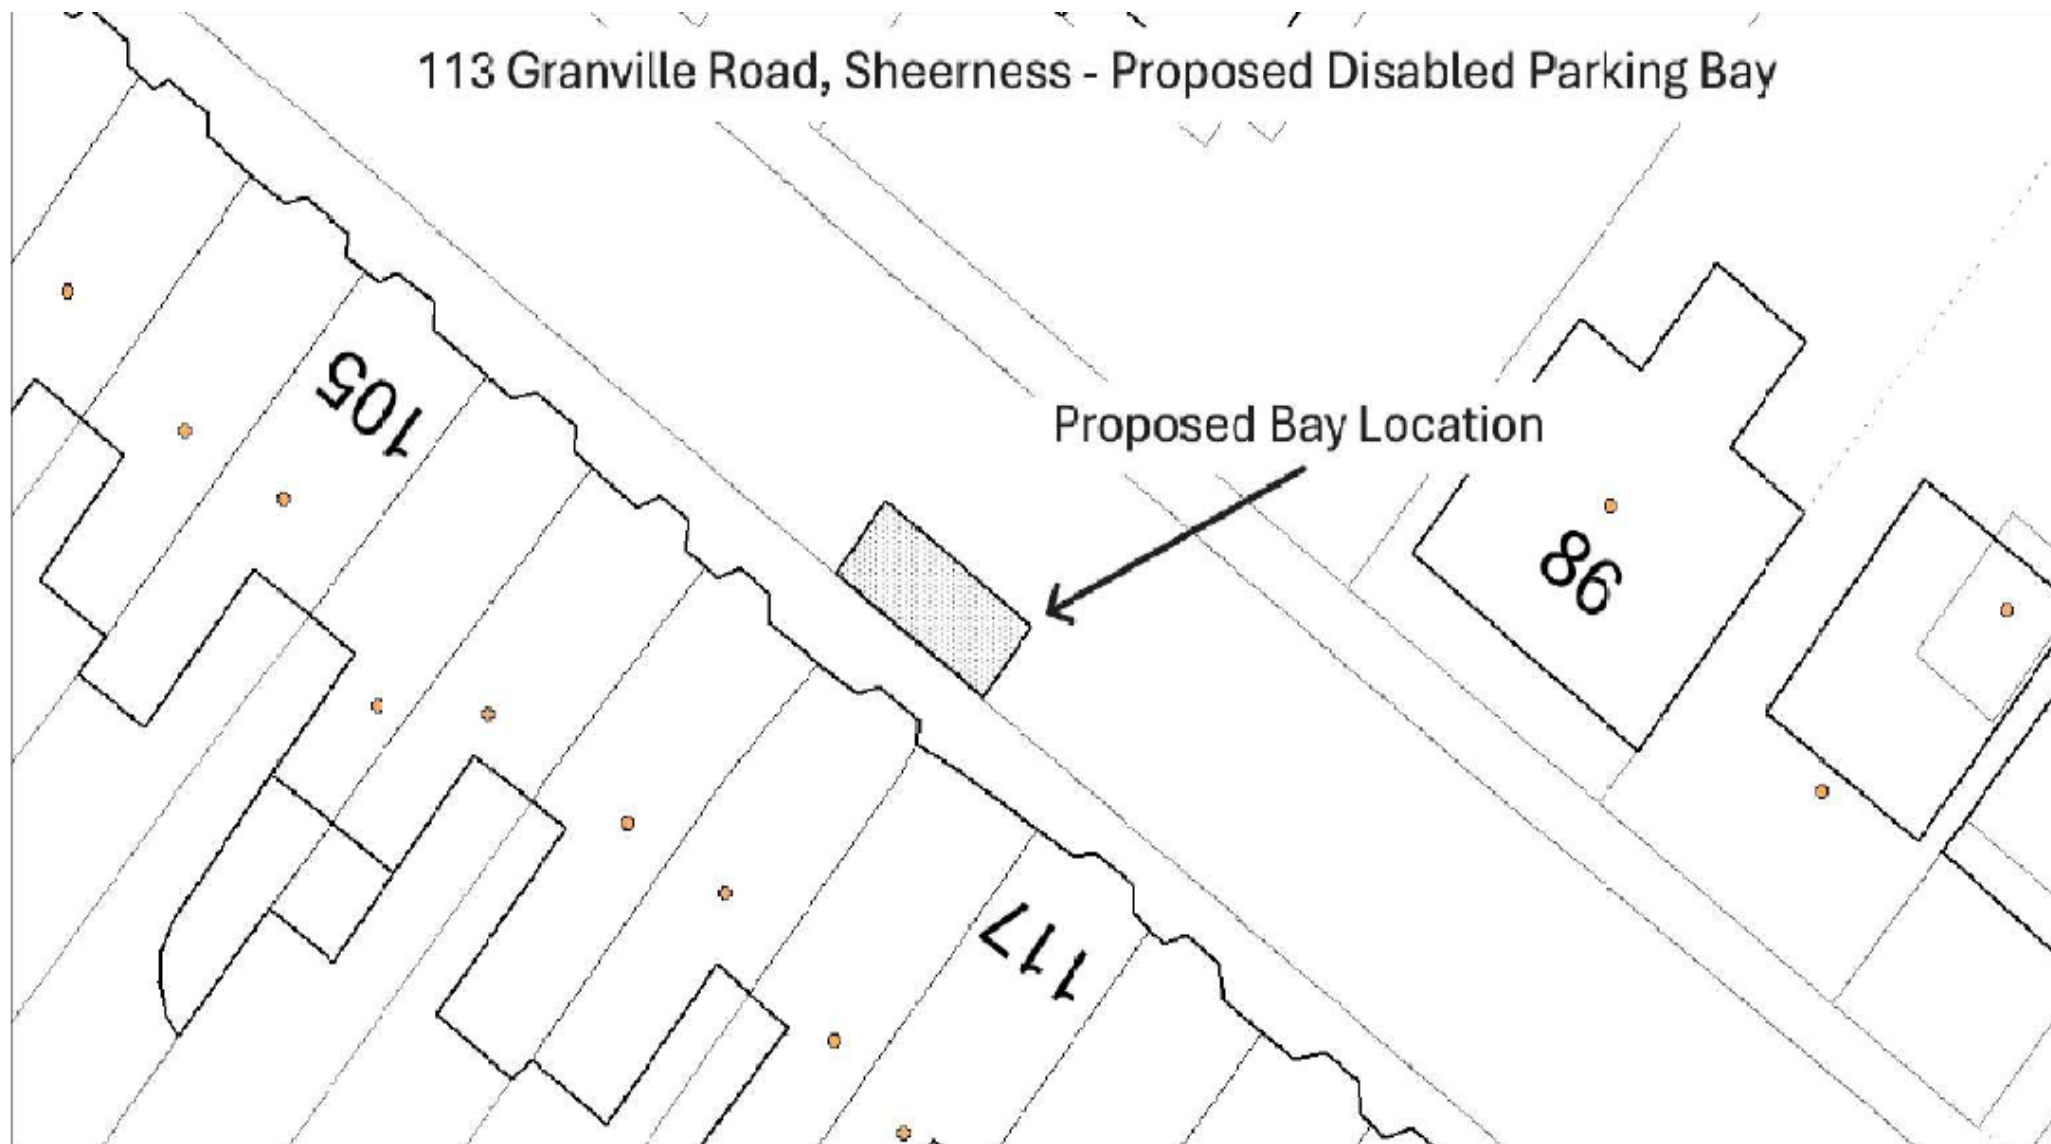 113 Granville Road, Sheerness - Proposed Disabled Parking Bay
105
Proposed Bay Location
98
117